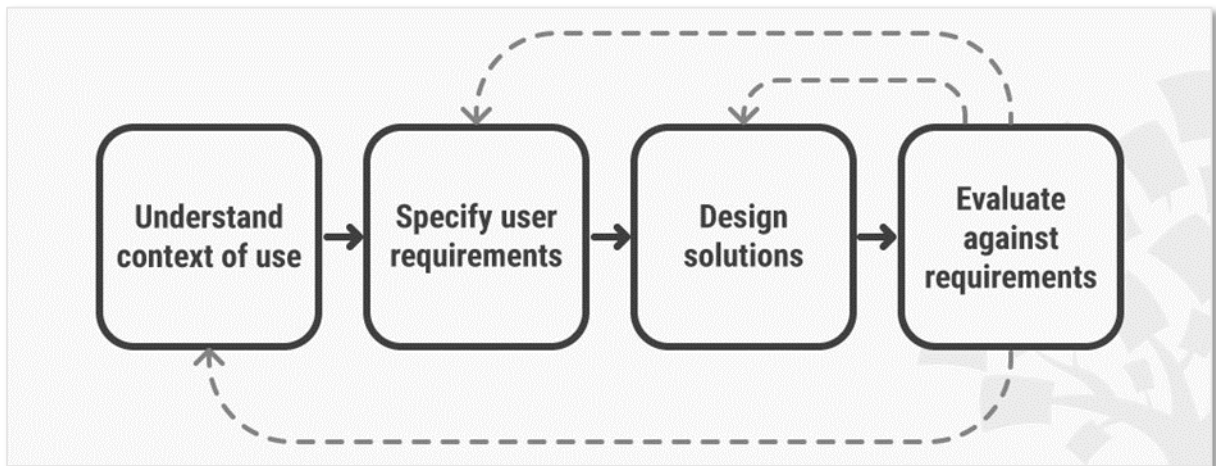 Understand
context of use
Specify user
requirements
Design
solutions
Evaluate
against
requirements